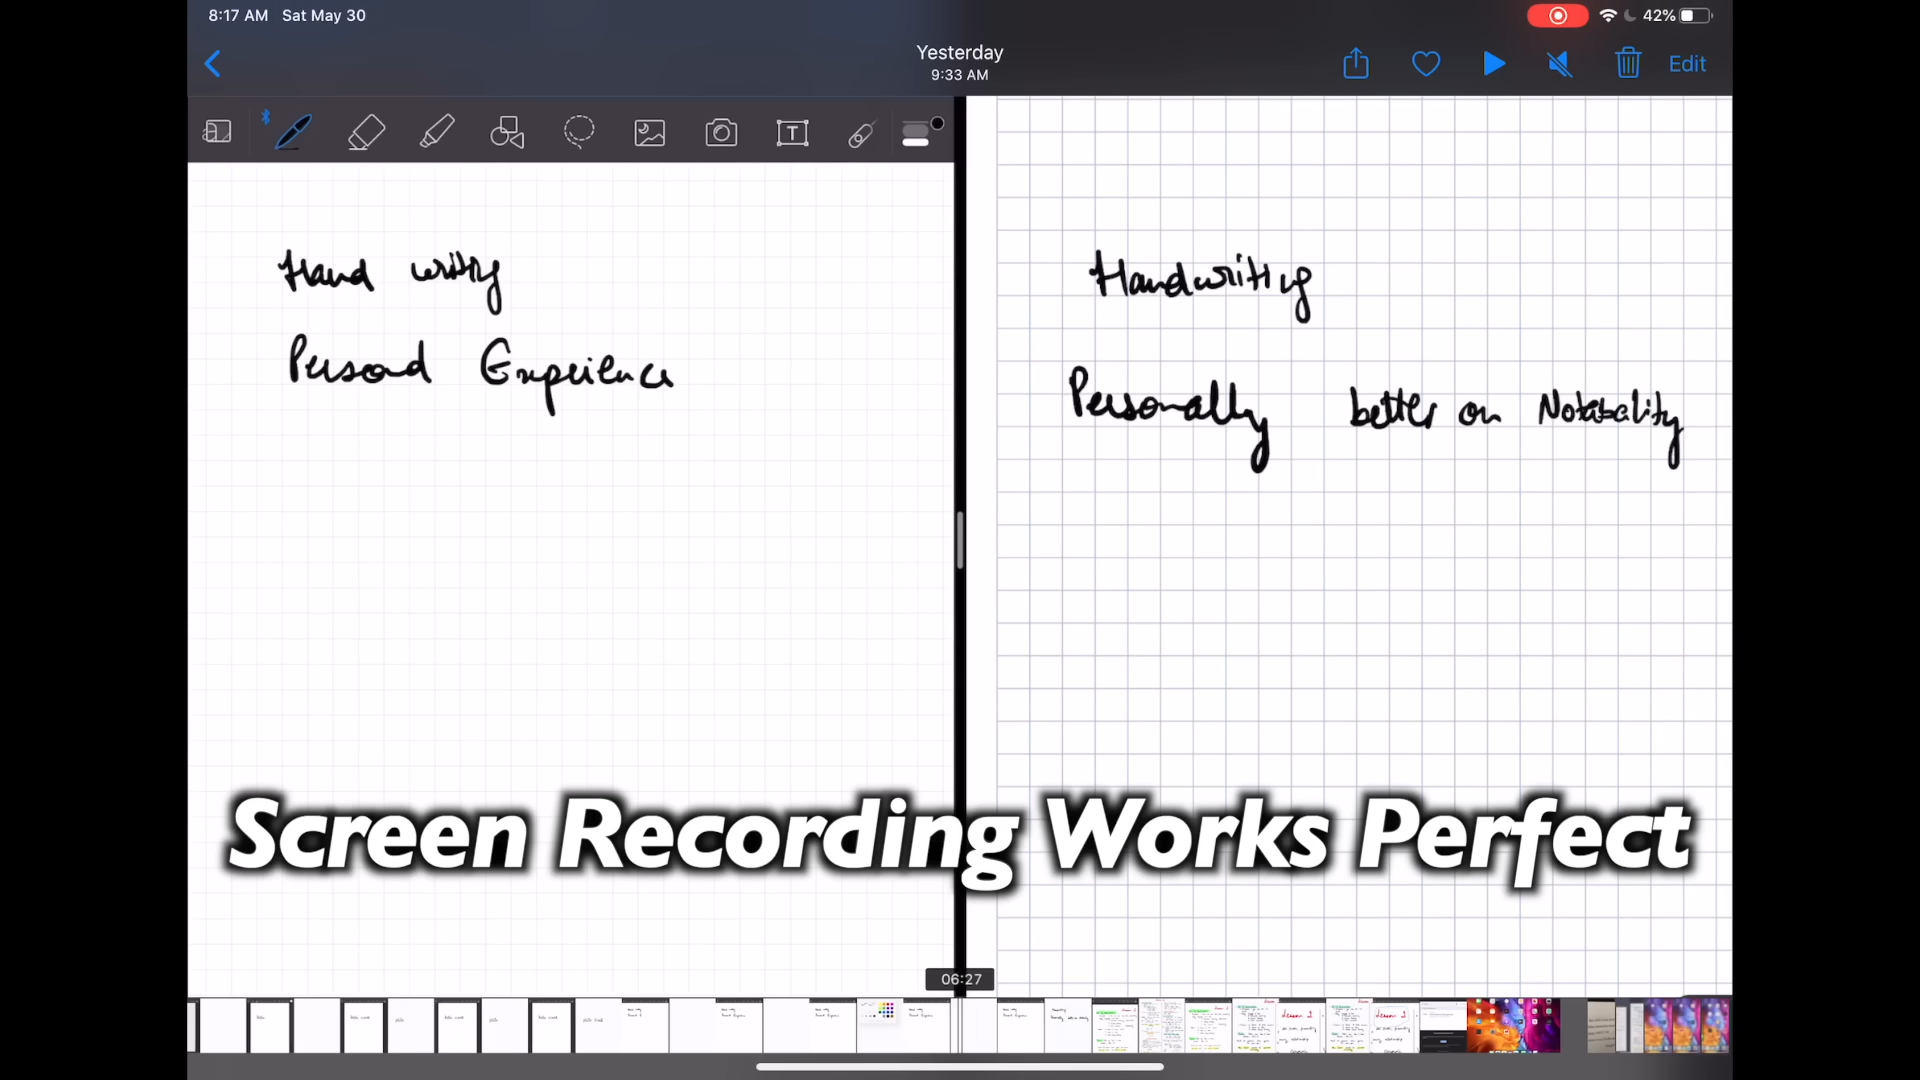 8:17 AM Sat May 30
42%
Yesterday
9:33 AM
Edit
T
Hand writing
Personal Experience
Handwriting
Personally better on Notability
Screen Recording Works Perfect
06:27